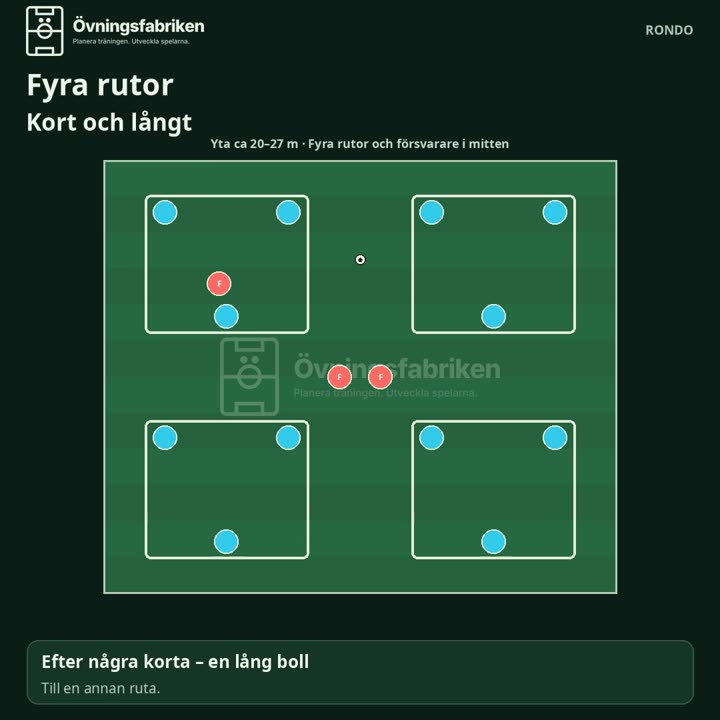 Övningsfabriken
Planera träningen. Utveckla spelarna.
RONDO
Fyra rutor
Kort och långt
Yta ca 20–27 m · Fyra rutor och försvarare i mitten
F
Övningsfabriken
F F
Planera träningen. Utveckla spelarna.
Efter några korta – en lång boll
Till en annan ruta.